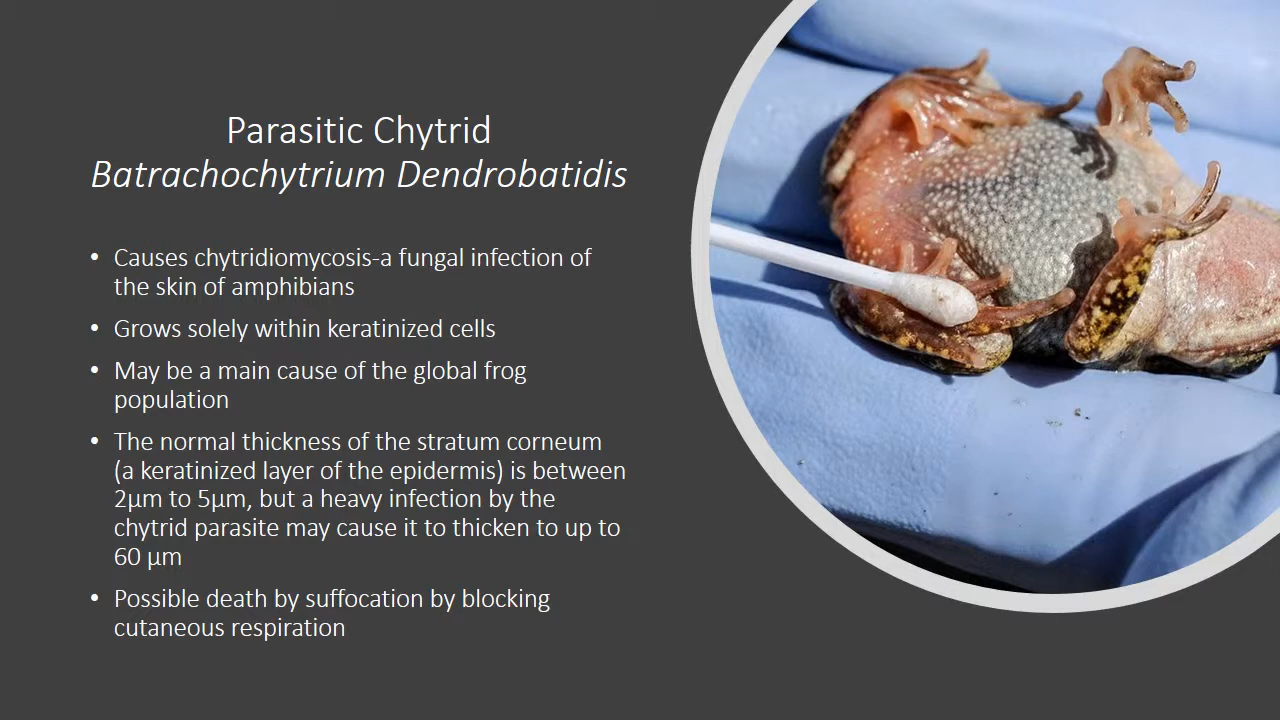 Parasitic Chytrid
Batrachochytrium Dendrobatidis
• Causes chytridiomycosis-a fungal infection of
the skin of amphibians
• Grows solely within keratinized cells
• May be a main cause of the global frog
population
• The normal thickness of the stratum corneum
(a keratinized layer of the epidermis) is between
2µm to 5µm, but a heavy infection by the
chytrid parasite may cause it to thicken to up to
60 µm
• Possible death by suffocation by blocking
cutaneous respiration